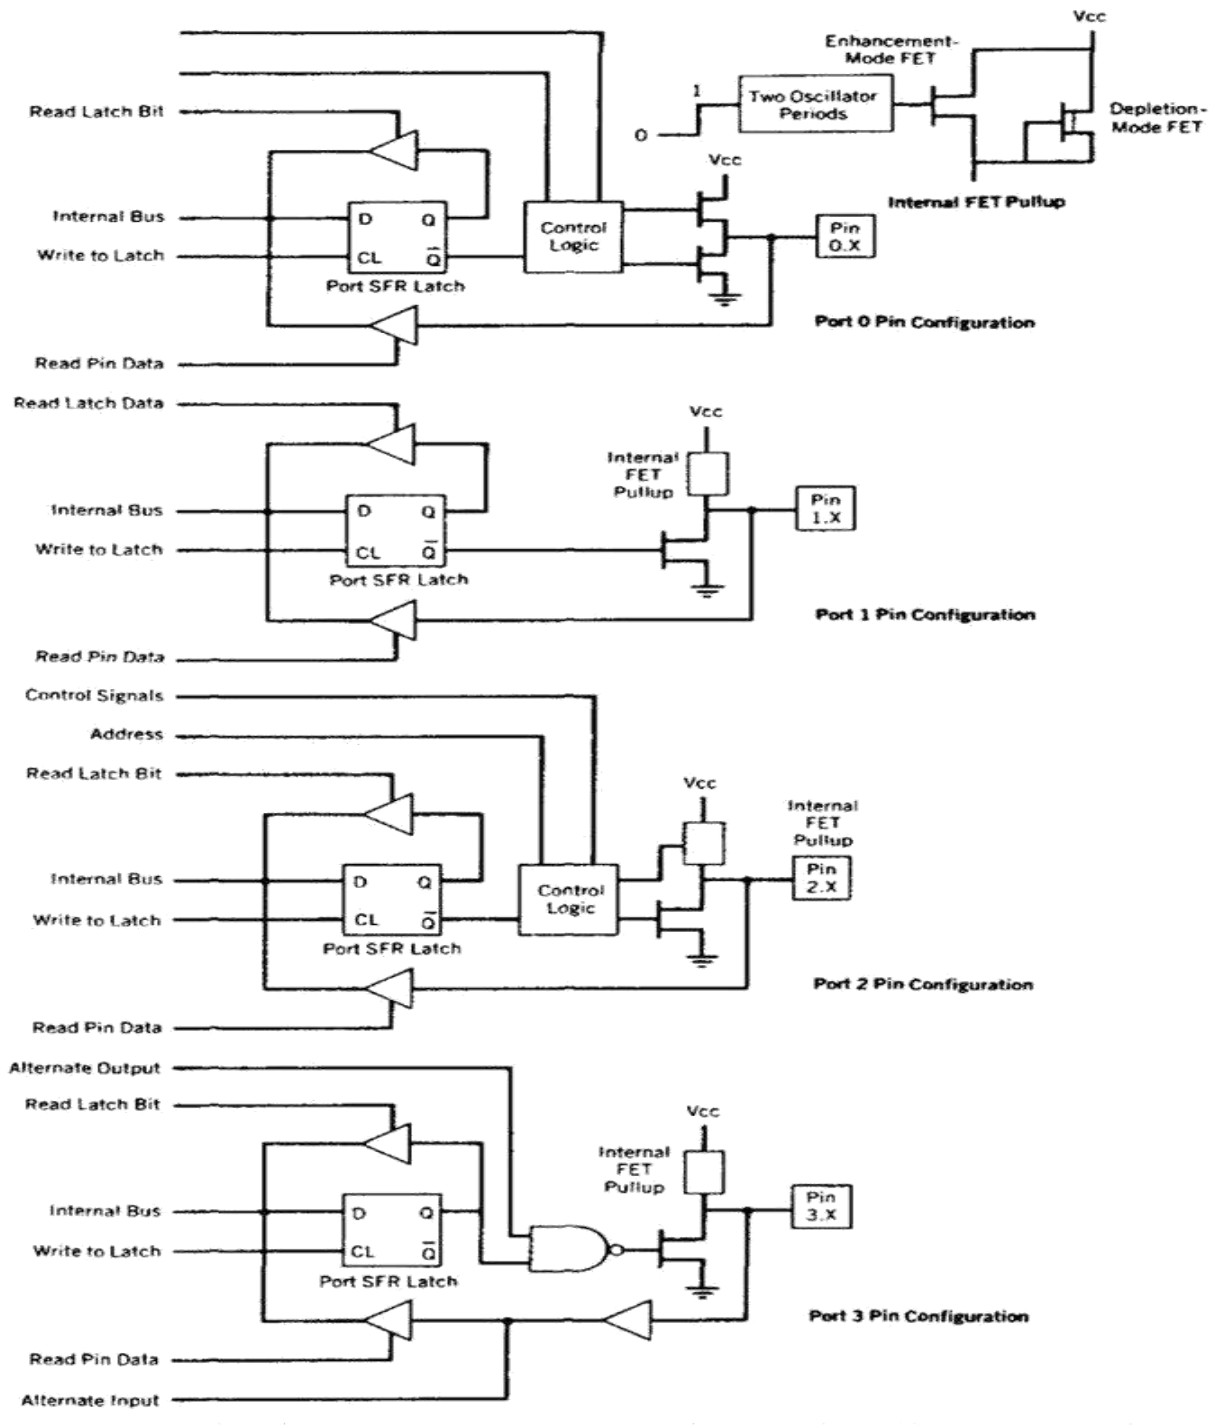 Vcc
Enhancement-
Mode FET
1
Two Oscillator
Periods
Depletion-
Mode FET
0
Read Latch Bit
Vcc
Internal FET Pullup
Internal Bus
D
Q
Control
Logic
Pin
0.X
Write to Latch
CL
Q̅
Port SFR Latch
Port 0 Pin Configuration
Read Pin Data
Read Latch Data
Vcc
Internal
FET
Pullup
Internal Bus
D
Q
Pin
1.X
Write to Latch
CL
Q̅
Port SFR Latch
Port 1 Pin Configuration
Read Pin Data
Control Signals
Address
Read Latch Bit
Vcc
Internal
FET
Pullup
Internal Bus
D
Q
Control
Logic
Pin
2.X
Write to Latch
CL
Q̅
Port SFR Latch
Port 2 Pin Configuration
Read Pin Data
Alternate Output
Read Latch Bit
Vcc
Internal
FET
Pullup
Internal Bus
D
Q
Pin
3.X
Write to Latch
CL
Q̅
Port SFR Latch
Port 3 Pin Configuration
Read Pin Data
Alternate Input